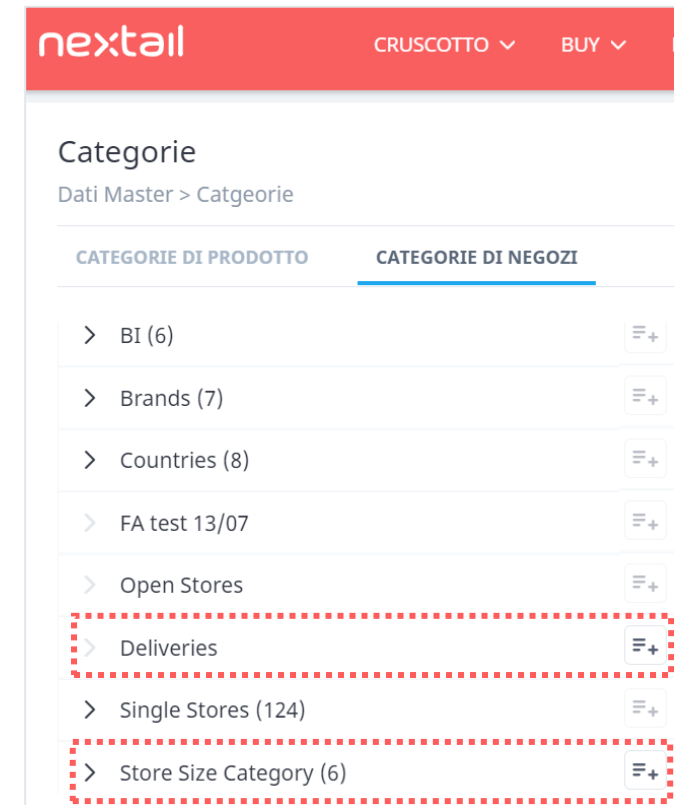 nextail
CRUSCOTTO BUY
Categorie
Dati Master > Catgeorie
CATEGORIE DI PRODOTTO CATEGORIE DI NEGOZI
BI (6)
Brands (7)
Countries (8)
FA test 13/07
Open Stores
Deliveries
Single Stores (124)
Store Size Category (6)